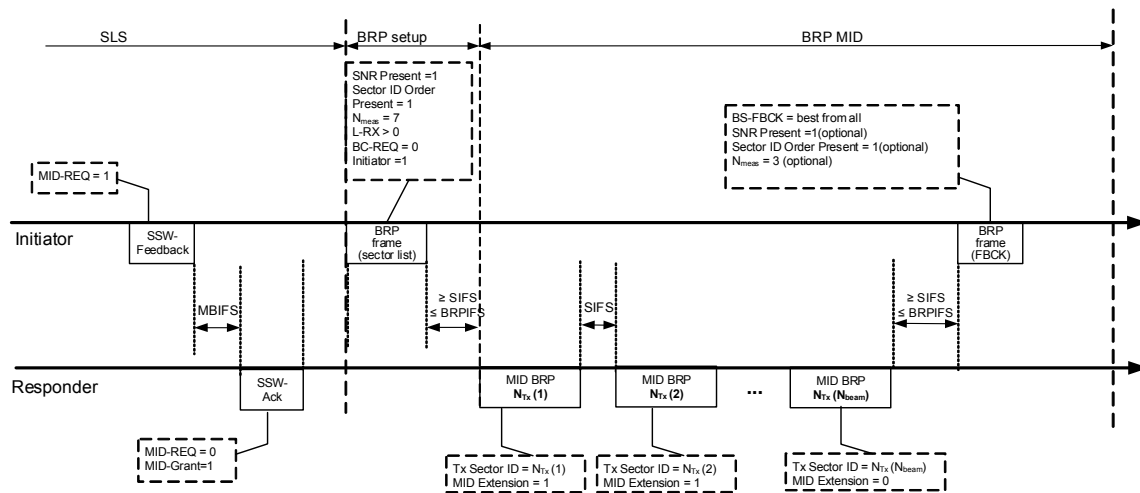 SLS
BRP setup
BRP MID
SNR Present =1
Sector ID Order
Present = 1
Nmeas = 7
L-RX > 0
BC-REQ = 0
Initiator =1
BS-FBCK = best from all
SNR Present =1(optional)
Sector ID Order Present = 1(optional)
Nmeas = 3 (optional)
MID-REQ = 1
Initiator
SSW-
Feedback
BRP
frame
(sector list)
BRP
frame
(FBCK)
MBIFS
≥ SIFS
≤ BRPIFS
SIFS
≥ SIFS
≤ BRPIFS
Responder
SSW-
Ack
MID BRP
NTx (1)
MID BRP
NTx (2)
...
MID BRP
NTx (Nbeam)
MID-REQ = 0
MID-Grant=1
Tx Sector ID = NTx (1)
MID Extension = 1
Tx Sector ID = NTx (2)
MID Extension = 1
Tx Sector ID = NTx (Nbeam)
MID Extension = 0